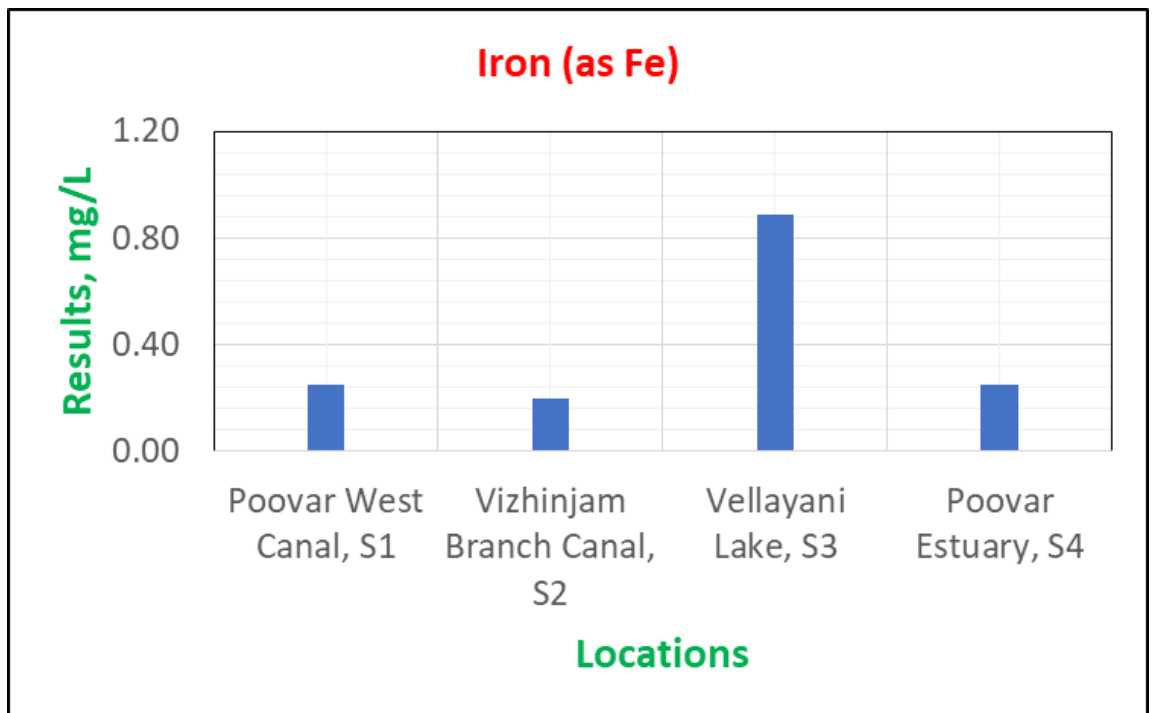 Iron (as Fe)
Results, mg/L
1.20
0.80
0.40
0.00
Poovar West
Canal, S1
Vizhinjam
Branch Canal,
S2
Vellayani
Lake, S3
Poovar
Estuary, S4
Locations